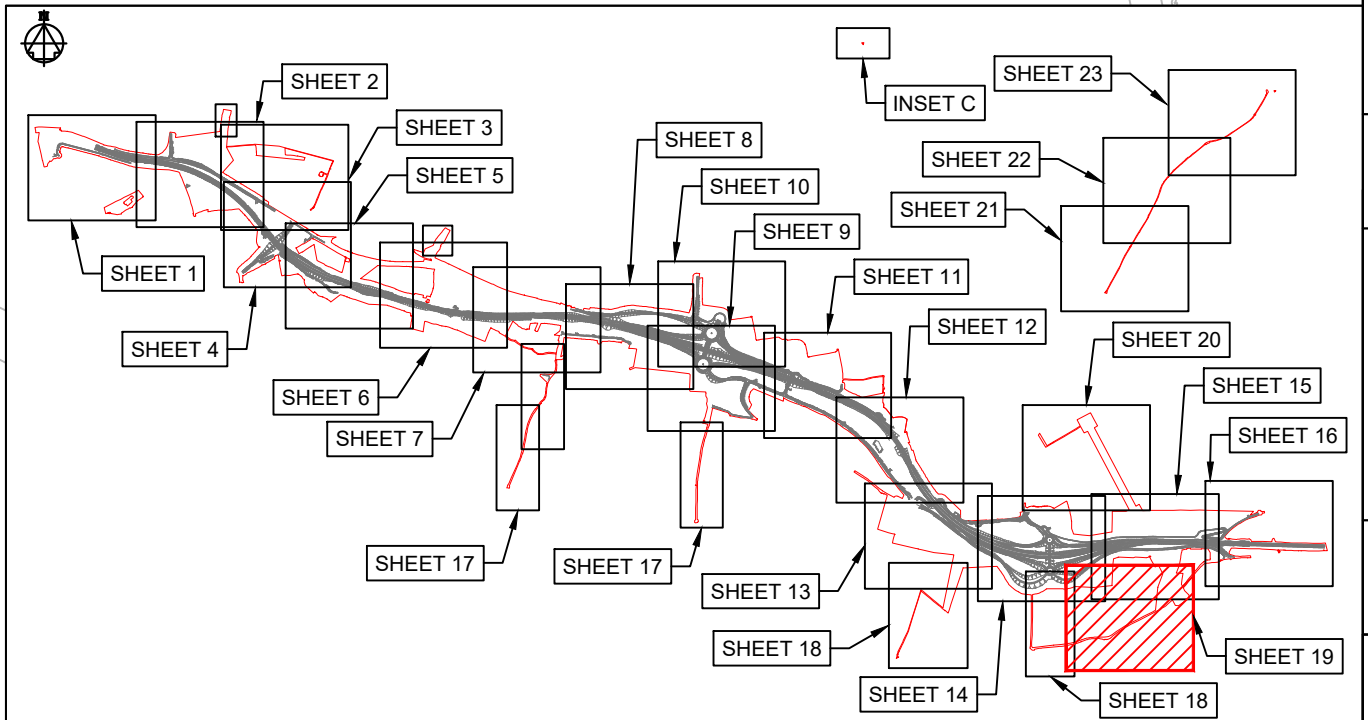 SHEET 2
SHEET 23
INSET C
SHEET 3
SHEET 8
SHEET 22
SHEET 5
SHEET 10
SHEET 21
SHEET 9
SHEET 1
SHEET 11
SHEET 12
SHEET 4
SHEET 20
SHEET 15
SHEET 6
SHEET 7
SHEET 16
SHEET 17
SHEET 17
SHEET 13
SHEET 18
SHEET 19
SHEET 14
SHEET 18